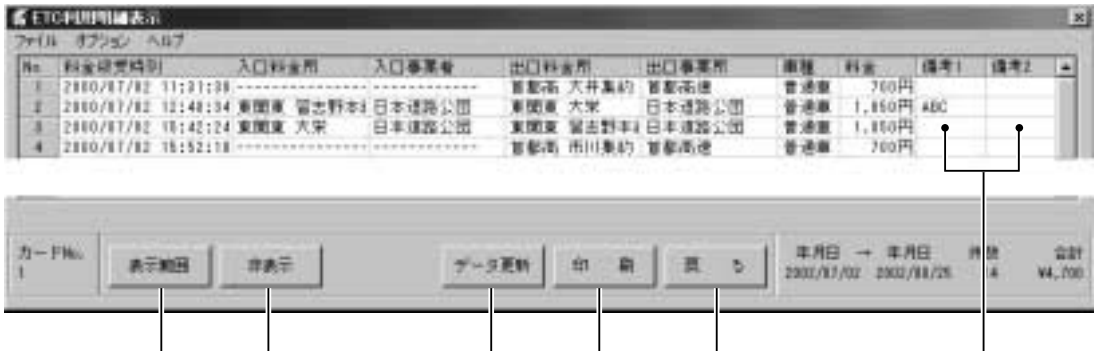 ETC利用明細表示
ファイル オプション ヘルプ
No. 料金収受時刻 入口料金所 入口事業者 出口料金所 出口事業所 車種 料金 備考1 備考2
1 2000/07/02 11:31:38 -------------- ------------ 首都高 大井集約 首都高速 普通車 700円
2 2000/07/02 12:48:34 東関東 習志野本線 日本道路公団 東関東 大栄 日本道路公団 普通車 1,850円 ABC
3 2000/07/02 15:42:24 東関東 大栄 日本道路公団 東関東 習志野本線 日本道路公団 普通車 1,850円
4 2000/07/02 15:52:18 -------------- ------------ 首都高 市川集約 首都高速 普通車 700円
カードNo. 年月日 → 年月日 件数 合計
1 表示範囲 非表示 データ更新 印 刷 戻 る 2002/07/02 2002/08/26 ¥4,700